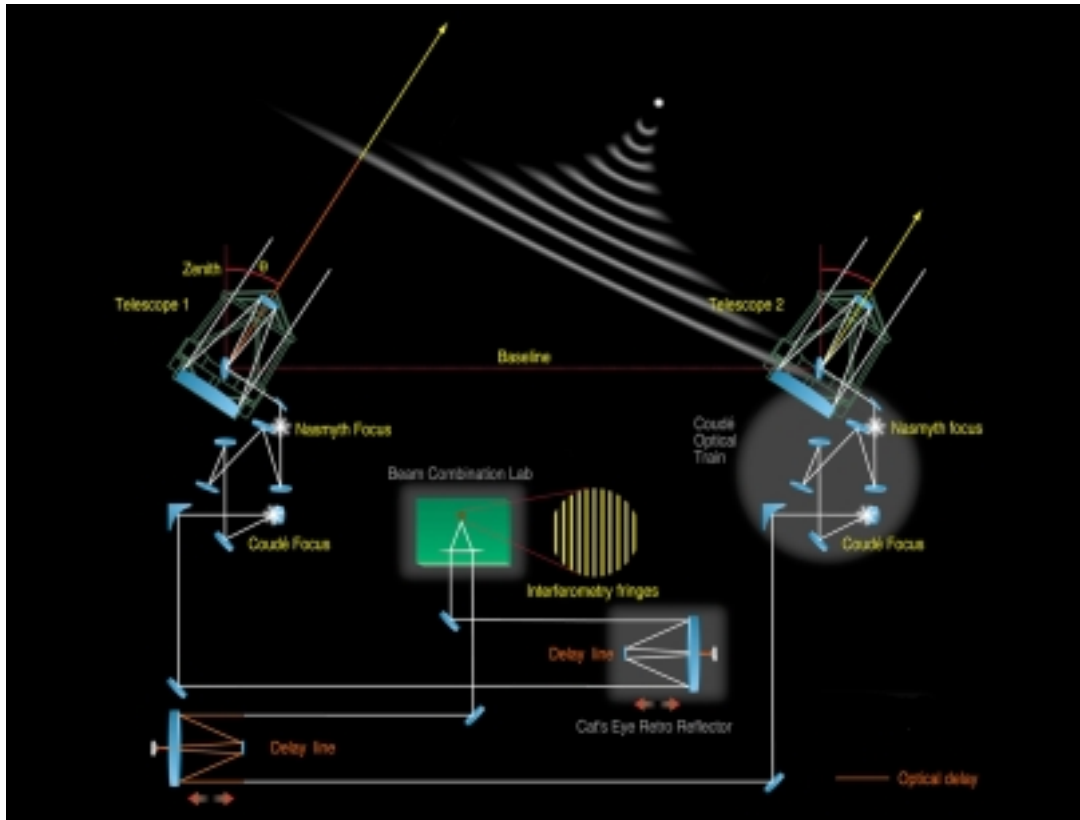 Zenith
θ
Telescope 1
Telescope 2
Baseline
Nasmyth Focus
Coudé
Optical
Train
Nasmyth focus
Beam Combination Lab
Coudé Focus
Coudé Focus
Interferometry fringes
Delay line
Cat's Eye Retro Reflector
Delay line
Optical delay